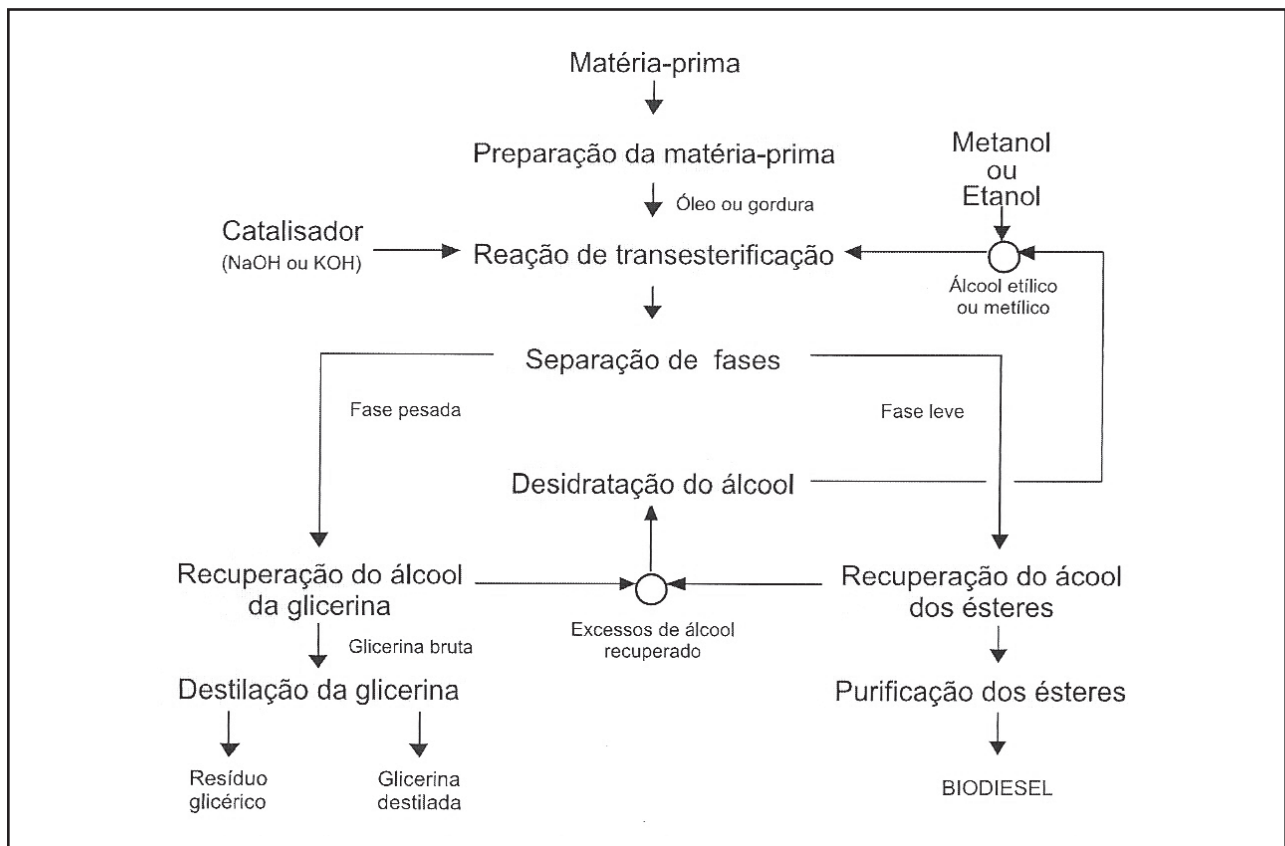 Matéria-prima
Preparação da matéria-prima
Metanol
ou
Etanol
Óleo ou gordura
Catalisador
(NaOH ou KOH)
Reação de transesterificação
Álcool etílico
ou metílico
Separação de fases
Fase pesada
Fase leve
Desidratação do álcool
Recuperação do álcool
da glicerina
Excessos de álcool
recuperado
Recuperação do ácool
dos ésteres
Glicerina bruta
Destilação da glicerina
Purificação dos ésteres
Resíduo
glicérico
Glicerina
destilada
BIODIESEL